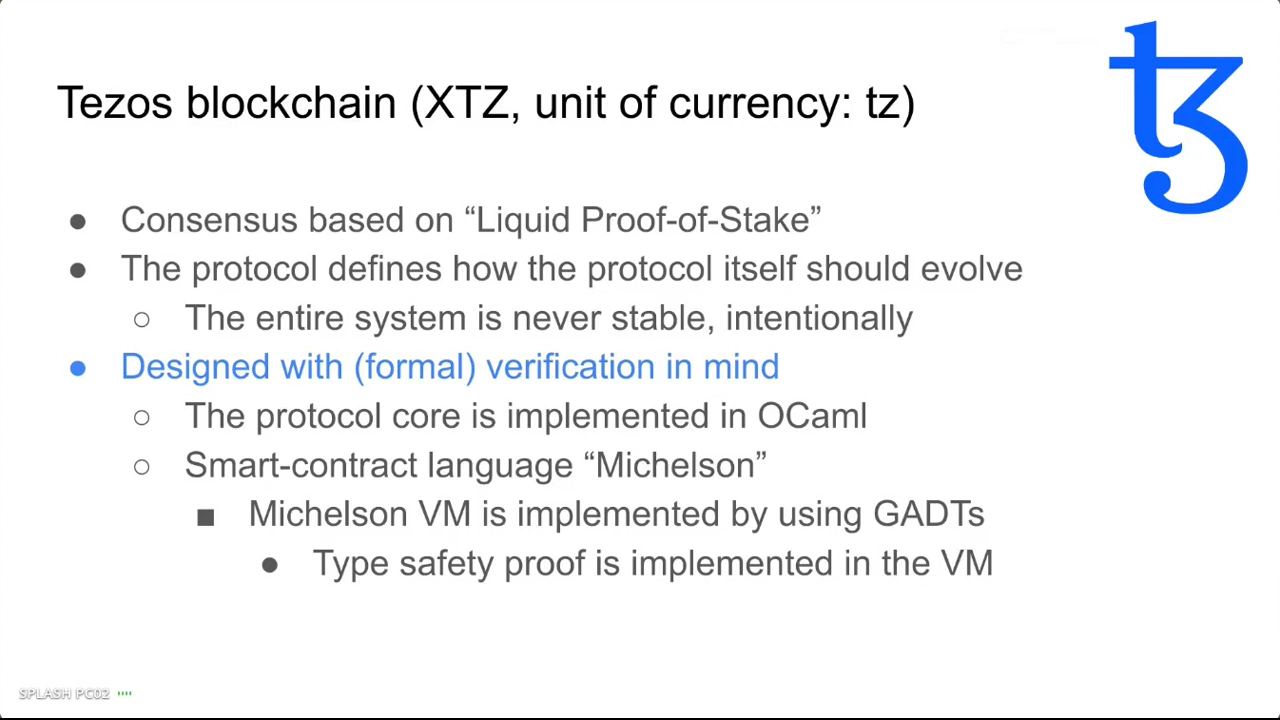 Tezos blockchain (XTZ, unit of currency: tz)
● Consensus based on “Liquid Proof-of-Stake”
● The protocol defines how the protocol itself should evolve
○ The entire system is never stable, intentionally
● Designed with (formal) verification in mind
○ The protocol core is implemented in OCaml
○ Smart-contract language “Michelson”
■ Michelson VM is implemented by using GADTs
● Type safety proof is implemented in the VM
SPLASH PC02